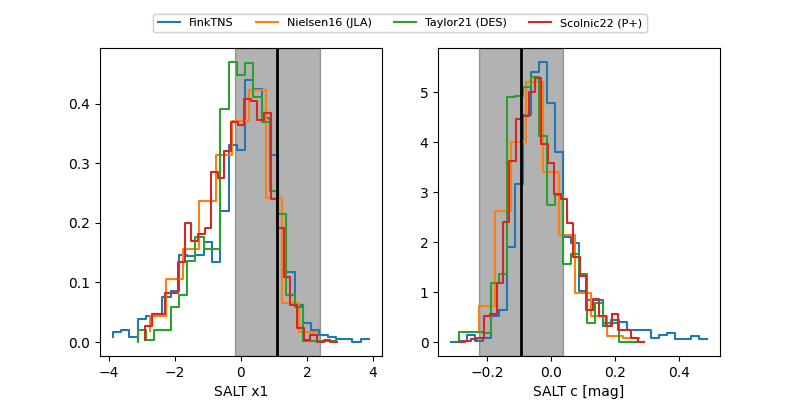 FinkTNS Nielsen16 (JLA) Taylor21 (DES) Scolnic22 (P+)
0.4
0.3
0.2
0.1
0.0
−4 −2 0 2 4
SALT x1
5
4
3
2
1
0
−0.2 0.0 0.2 0.4
SALT c [mag]